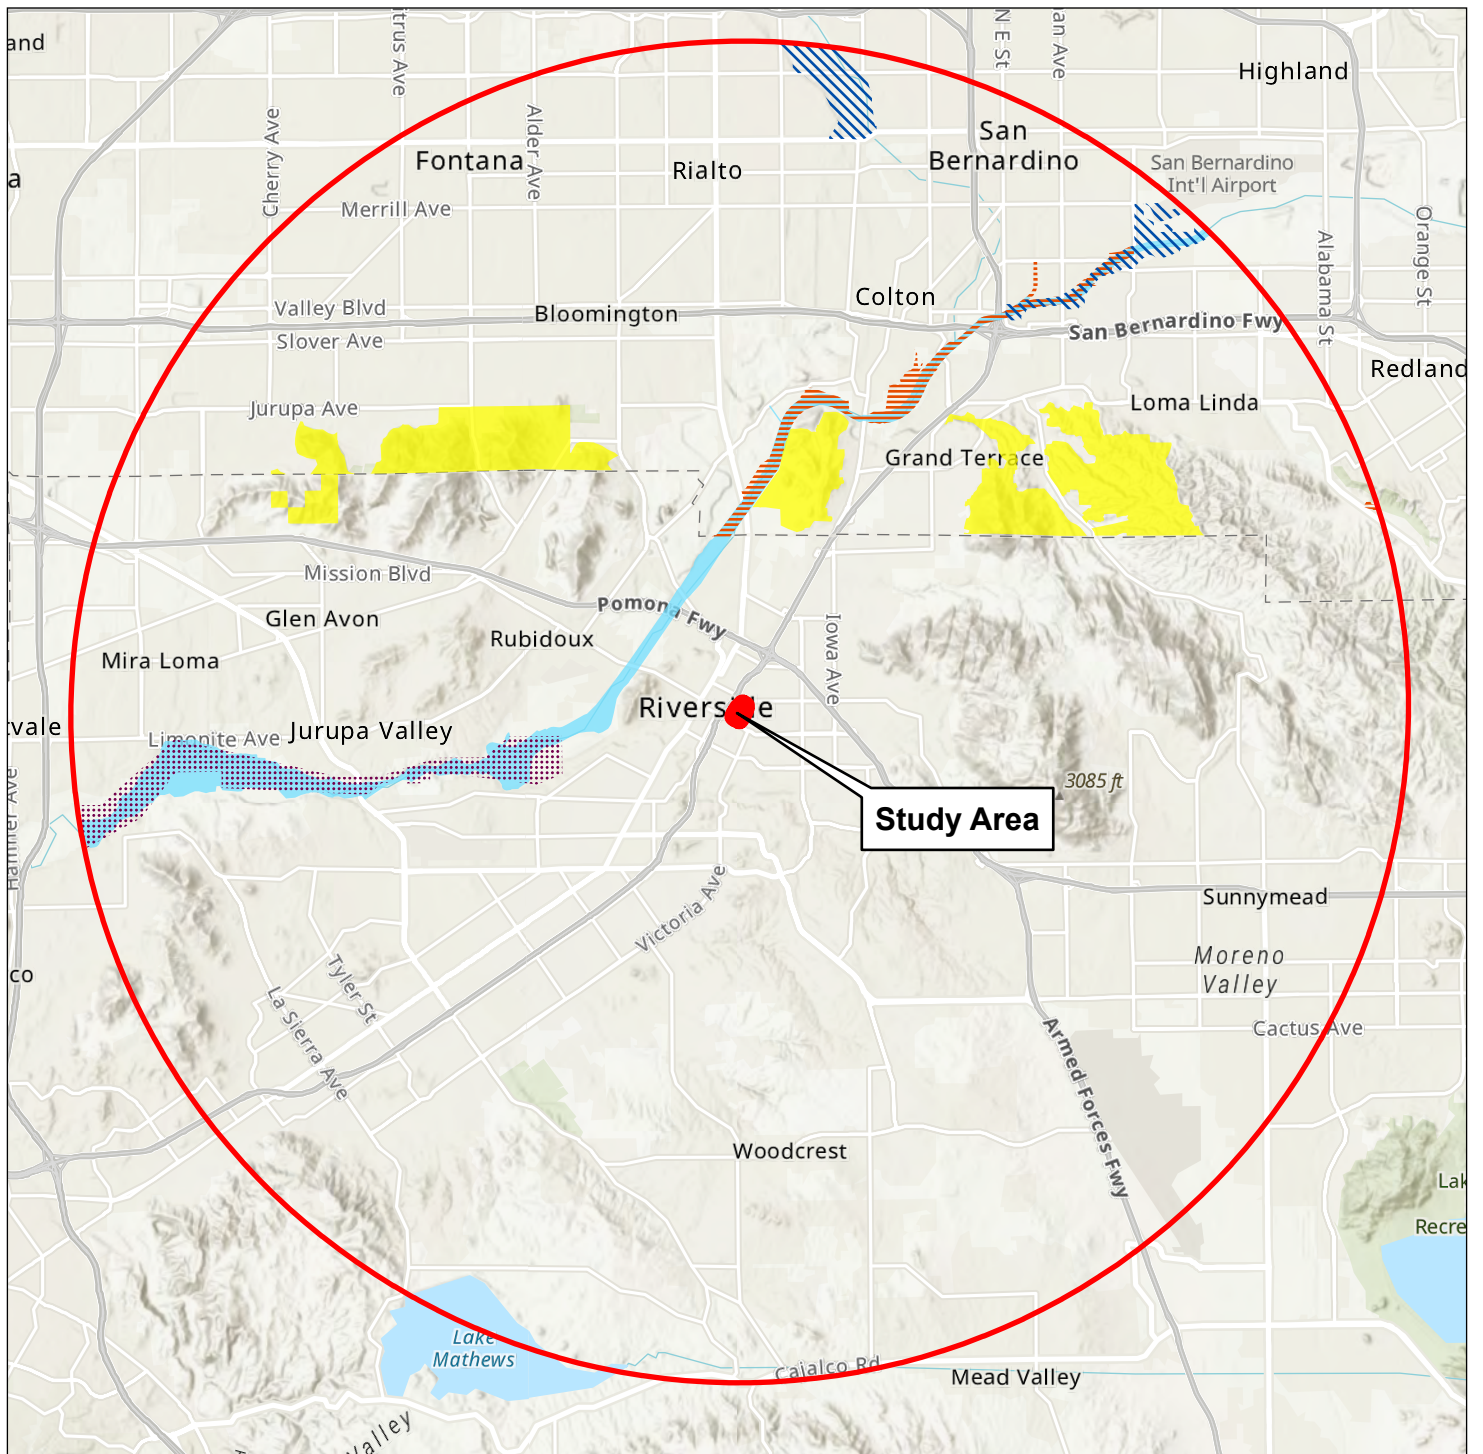 and
itrus Ave
N E St
an Ave
Highland
San
Bernardino
San Bernardino
Int'l Airport
Fontana
Alder Ave
Rialto
Cherry Ave
a
Merrill Ave
Orange St
Alabama St
Valley Blvd
Bloomington
Colton
San Bernardino Fwy
Slover Ave
Redland
Jurupa Ave
Loma Linda
Grand Terrace
Mission Blvd
Pomona Fwy
Glen Avon
Rubidoux
Iowa Ave
Mira Loma
Riverside
vale
Limonite Ave
Jurupa Valley
3085 ft
Study Area
Hamner Ave
Victoria Ave
Sunnymead
Moreno
Valley
co
Tyler St
La Sierra Ave
Cactus Ave
Armed Forces Fwy
Woodcrest
Lak
Recre
Lake
Mathews
Cajalco Rd
Mead Valley
Valley